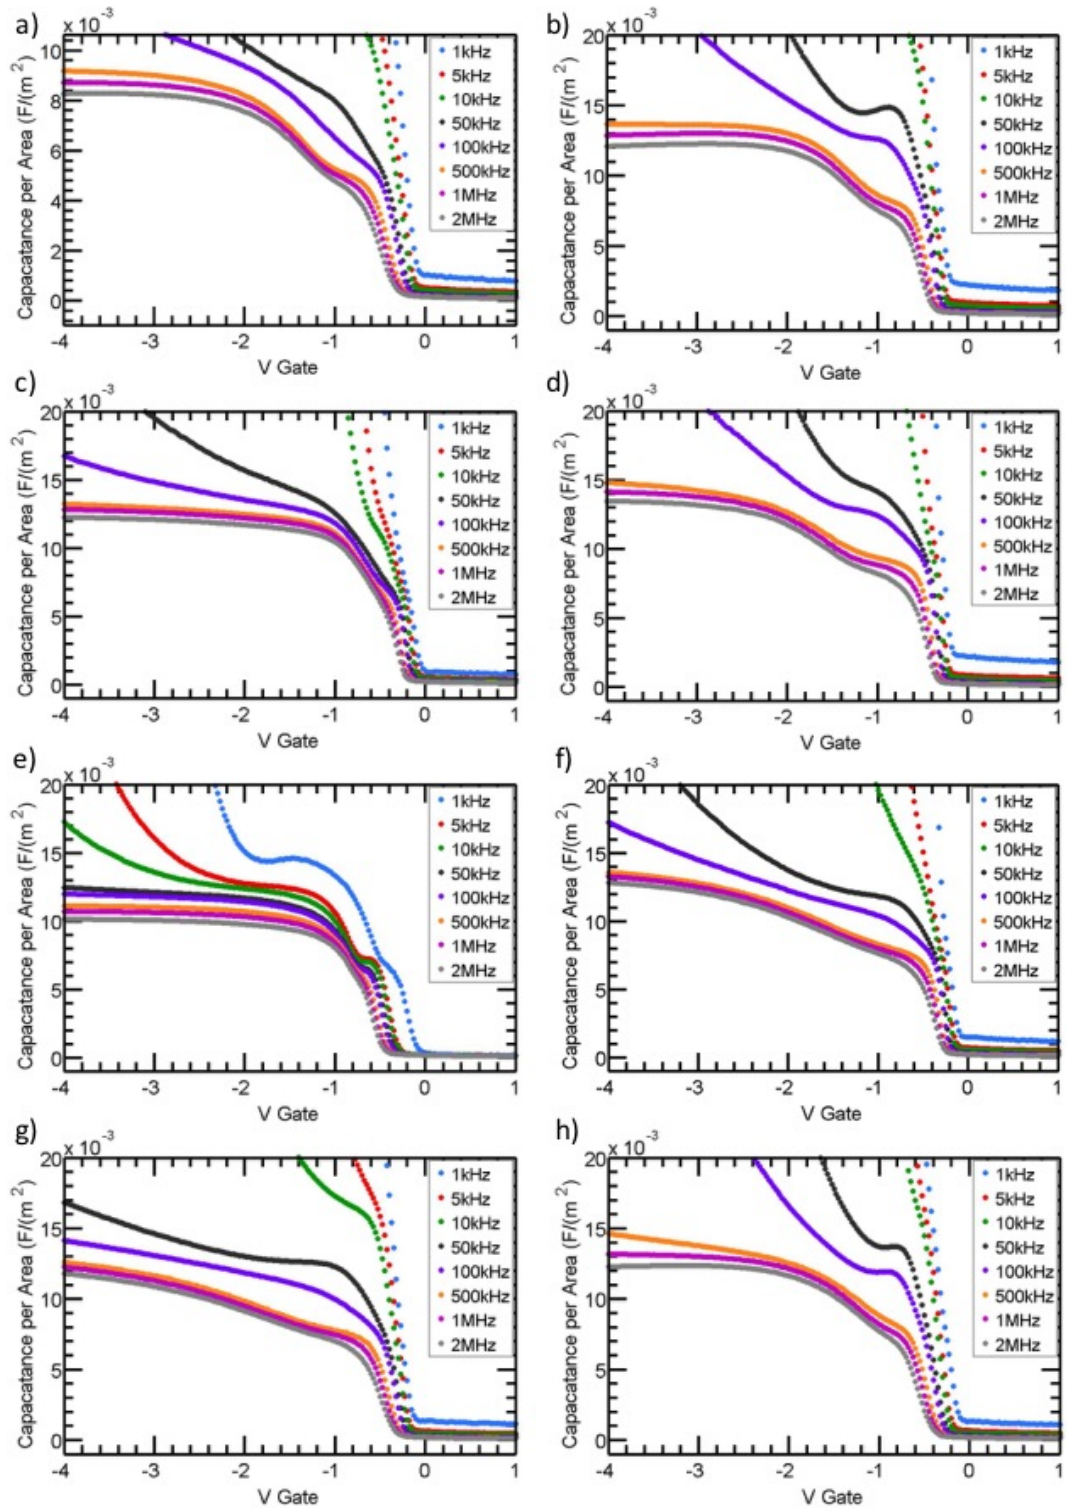 a)
x 10 -3
Capacatance per Area (F/(m 2 )
10
8
6
4
2
0
-4 -3 -2 -1 0 1
V Gate
1kHz
5kHz
10kHz
50kHz
100kHz
500kHz
1MHz
2MHz
b)
x 10 -3
Capacatance per Area (F/(m 2 )
20
15
10
5
0
-4 -3 -2 -1 0 1
V Gate
1kHz
5kHz
10kHz
50kHz
100kHz
500kHz
1MHz
2MHz
c)
x 10 -3
Capacatance per Area (F/(m 2 )
20
15
10
5
0
-4 -3 -2 -1 0 1
V Gate
1kHz
5kHz
10kHz
50kHz
100kHz
500kHz
1MHz
2MHz
d)
x 10 -3
Capacatance per Area (F/(m 2 )
20
15
10
5
0
-4 -3 -2 -1 0 1
V Gate
1kHz
5kHz
10kHz
50kHz
100kHz
500kHz
1MHz
2MHz
e)
x 10 -3
Capacatance per Area (F/(m 2 )
20
15
10
5
0
-4 -3 -2 -1 0 1
V Gate
1kHz
5kHz
10kHz
50kHz
100kHz
500kHz
1MHz
2MHz
f)
x 10 -3
Capacatance per Area (F/(m 2 )
20
15
10
5
0
-4 -3 -2 -1 0 1
V Gate
1kHz
5kHz
10kHz
50kHz
100kHz
500kHz
1MHz
2MHz
g)
x 10 -3
Capacatance per Area (F/(m 2 )
20
15
10
5
0
-4 -3 -2 -1 0 1
V Gate
1kHz
5kHz
10kHz
50kHz
100kHz
500kHz
1MHz
2MHz
h)
x 10 -3
Capacatance per Area (F/(m 2 )
20
15
10
5
0
-4 -3 -2 -1 0 1
V Gate
1kHz
5kHz
10kHz
50kHz
100kHz
500kHz
1MHz
2MHz